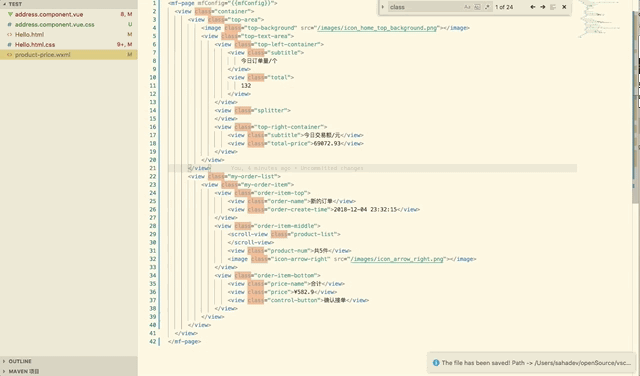 TEST
address.component.vue 8, M
address.component.vue.css M
Hello.html
Hello.html.css 9+, M
product-price.wxml M
OUTLINE
MAVEN 项目
class
1 of 24
1 <mf-page mfConfig="{{mfConfig}}">
2 <view class="container">
3 <view class="top-area">
4 <image class="top-background" src="/images/icon_home_top_background.png"></image>
5 <view class="top-text-area">
6 <view class="top-left-container">
7 <view class="subtitle">
8 今日订单量/个
9 </view>
10 <view class="total">
11 132
12 </view>
13 </view>
14 <view class="splitter">
15 </view>
16 <view class="top-right-container">
17 <view class="subtitle">今日交易额/元</view>
18 <view class="total-price">69072.93</view>
19 </view>
20 </view>
21 </view> You, 4 minutes ago • Uncommitted changes
22 <view class="my-order-list">
23 <view class="my-order-item">
24 <view class="order-item-top">
25 <view class="order-name">新的订单</view>
26 <view class="order-create-time">2018-12-04 23:32:15</view>
27 </view>
28 <view class="order-item-middle">
29 <scroll-view class="product-list">
30 </scroll-view>
31 <view class="product-num">共5件</view>
32 <image class="icon-arrow-right" src="/images/icon_arrow_right.png"></image>
33 </view>
34 <view class="order-item-bottom">
35 <view class="price-name">合计</view>
36 <view class="price">¥582.9</view>
37 <view class="control-button">确认接单</view>
38 </view>
39 </view>
40 </view>
41 </view>
42 </mf-page>
The file has been saved! Path -> /Users/sahadev/openSource/vsc...